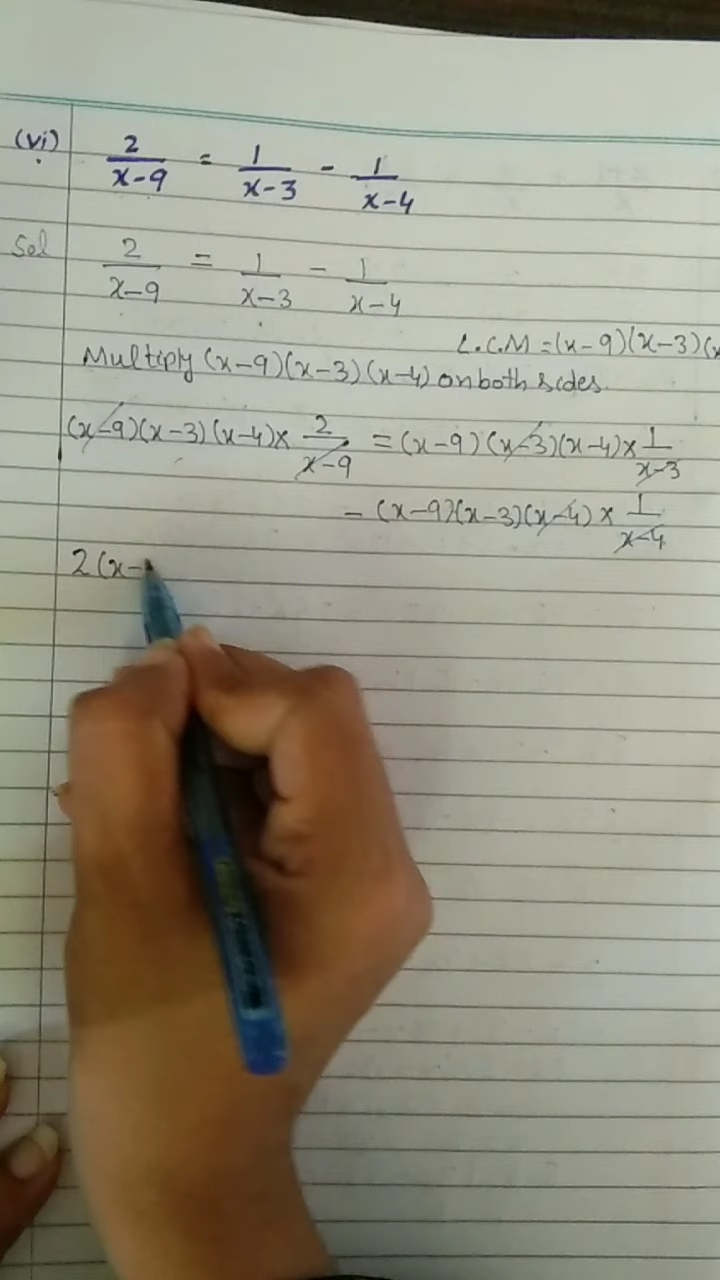 (vi) 2/(x-9) = 1/(x-3) - 1/(x-4)
Sol 2/(x-9) = 1/(x-3) - 1/(x-4)
L.C.M = (x-9)(x-3)(x
Multiply (x-9)(x-3)(x-4) on both sides.
(x-9)(x-3)(x-4) × 2/(x-9) = (x-9)(x-3)(x-4) × 1/(x-3)
- (x-9)(x-3)(x-4) × 1/(x-4)
2(x-